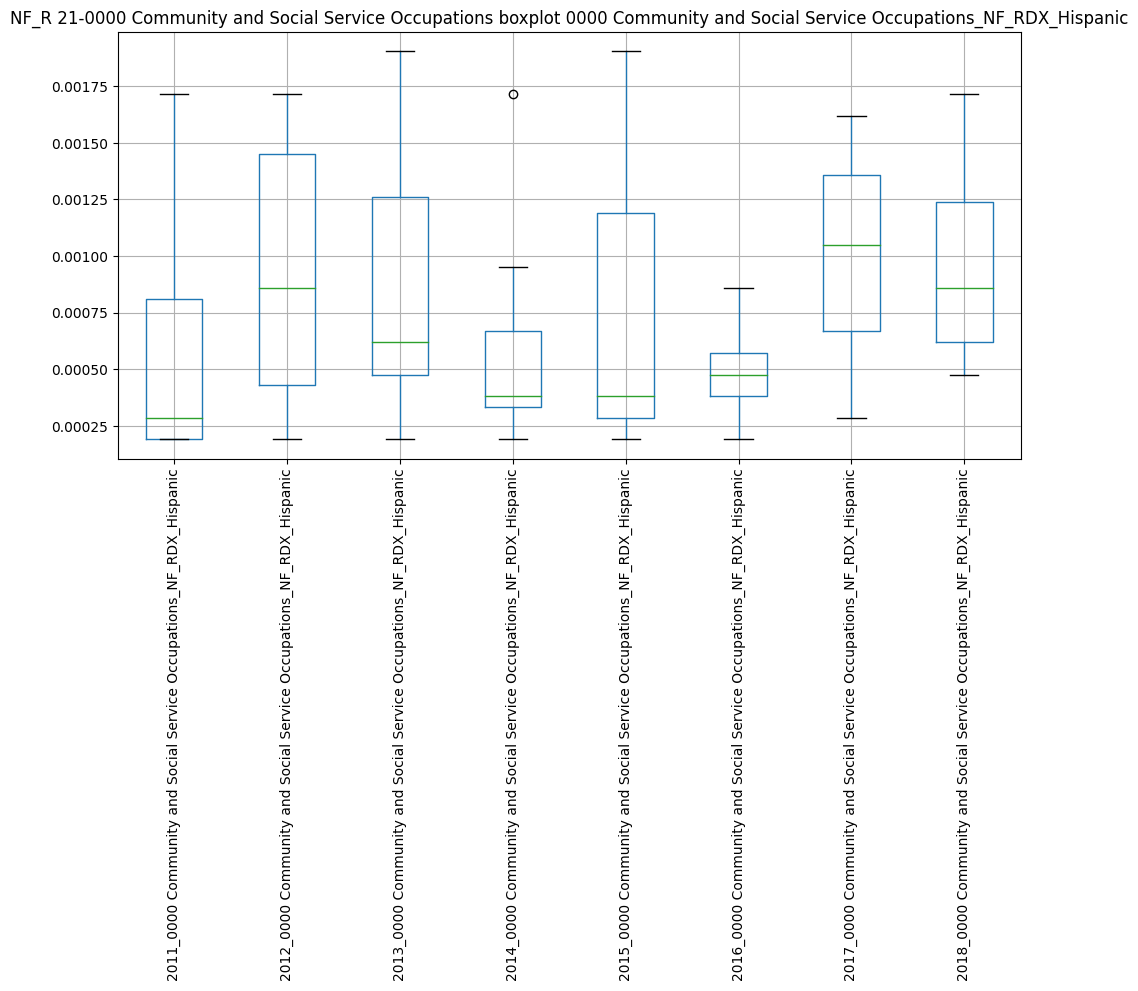 NF_R 21-0000 Community and Social Service Occupations boxplot 0000 Community and Social Service Occupations_NF_RDX_Hispanic
0.00175
0.00150
0.00125
0.00100
0.00075
0.00050
0.00025
2011_0000 Community and Social Service Occupations_NF_RDX_Hispanic
2012_0000 Community and Social Service Occupations_NF_RDX_Hispanic
2013_0000 Community and Social Service Occupations_NF_RDX_Hispanic
2014_0000 Community and Social Service Occupations_NF_RDX_Hispanic
2015_0000 Community and Social Service Occupations_NF_RDX_Hispanic
2016_0000 Community and Social Service Occupations_NF_RDX_Hispanic
2017_0000 Community and Social Service Occupations_NF_RDX_Hispanic
2018_0000 Community and Social Service Occupations_NF_RDX_Hispanic